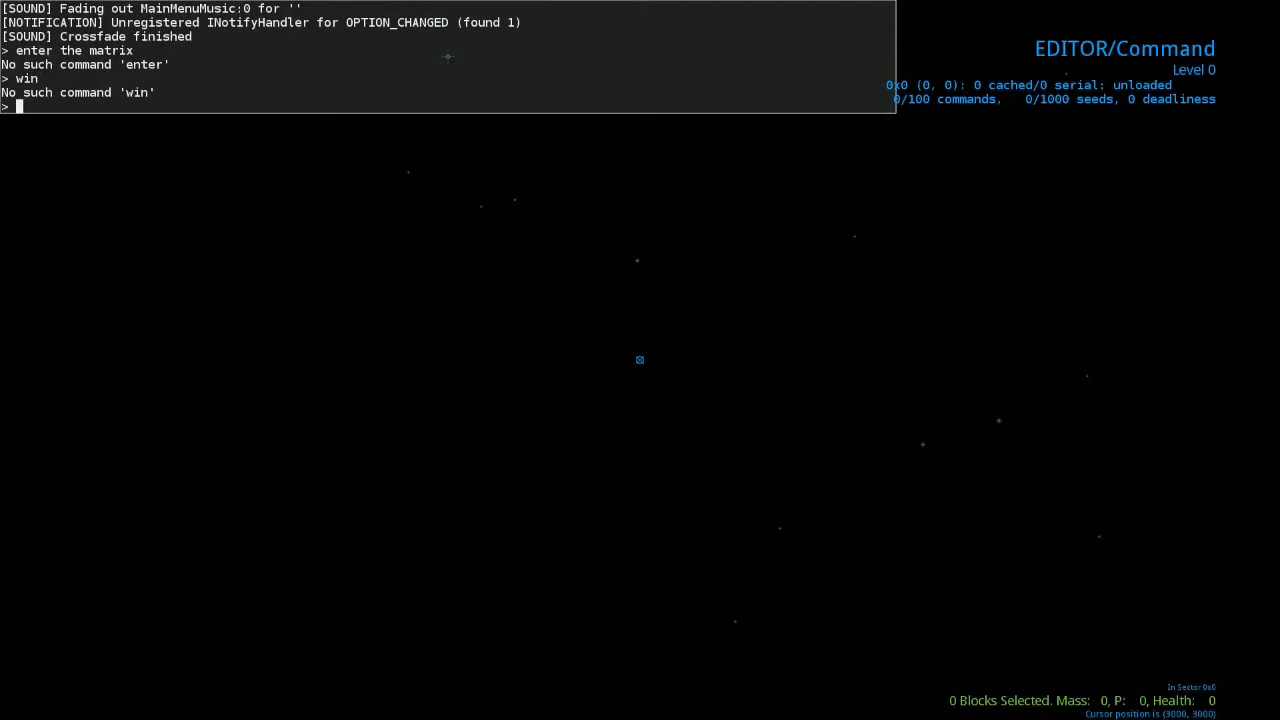 [SOUND] Fading out MainMenuMusic:0 for ''
[NOTIFICATION] Unregistered INotifyHandler for OPTION_CHANGED (found 1)
[SOUND] Crossfade finished
> enter the matrix
No such command 'enter'
> win
No such command 'win'
>
EDITOR/Command
Level 0
0x0 (0, 0): 0 cached/0 serial: unloaded
0/100 commands,   0/1000 seeds, 0 deadliness
In Sector 0x0
0 Blocks Selected. Mass:   0, P:    0, Health:    0
Cursor position is (3000, 3000)